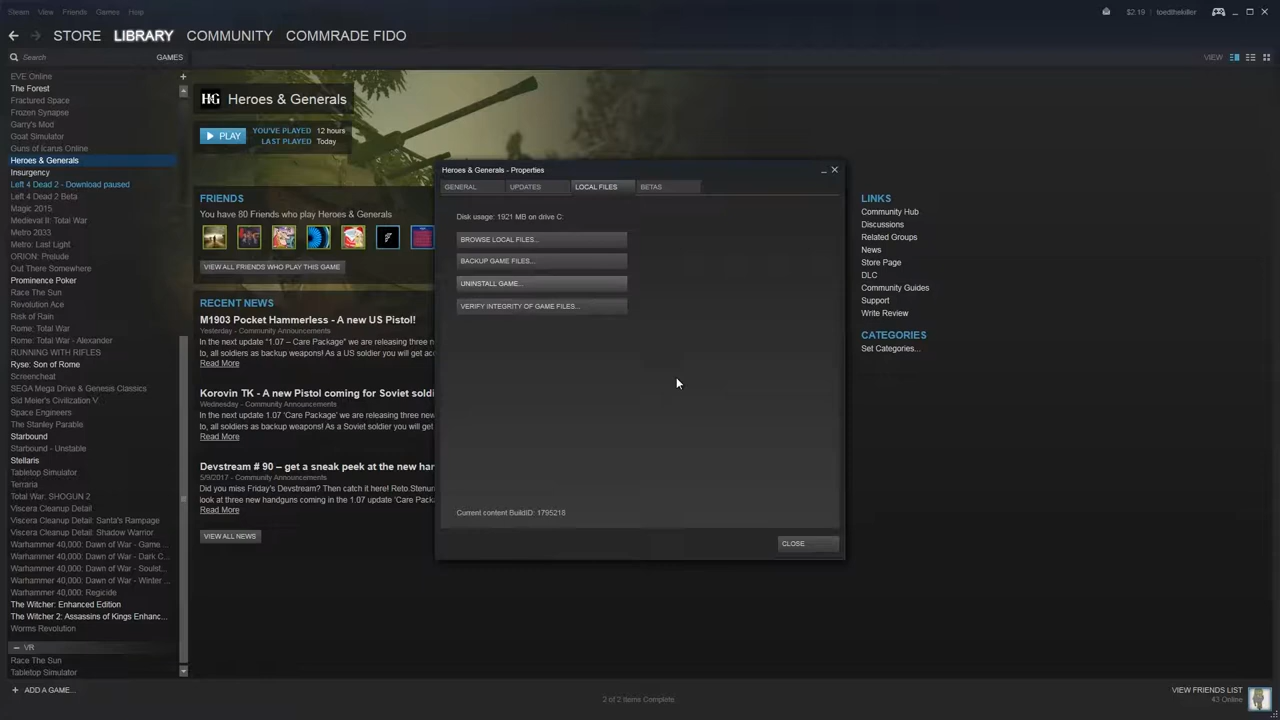 Steam View Friends Games Help
$2.19 toedthekiller
STORE LIBRARY COMMUNITY COMMRADE FIDO
Search GAMES
VIEW
EVE Online
The Forest
Fractured Space
Frozen Synapse
Garry's Mod
Goat Simulator
Guns of Icarus Online
Heroes & Generals
Insurgency
Left 4 Dead 2 - Download paused
Left 4 Dead 2 Beta
Magic 2015
Medieval II: Total War
Metro 2033
Metro: Last Light
ORION: Prelude
Out There Somewhere
Prominence Poker
Race The Sun
Revolution Ace
Risk of Rain
Rome: Total War
Rome: Total War - Alexander
RUNNING WITH RIFLES
Ryse: Son of Rome
Screencheat
SEGA Mega Drive & Genesis Classics
Sid Meier's Civilization V
Space Engineers
The Stanley Parable
Starbound
Starbound - Unstable
Stellaris
Tabletop Simulator
Terraria
Total War: SHOGUN 2
Viscera Cleanup Detail
Viscera Cleanup Detail: Santa's Rampage
Viscera Cleanup Detail: Shadow Warrior
Warhammer 40,000: Dawn of War - Game...
Warhammer 40,000: Dawn of War - Dark C...
Warhammer 40,000: Dawn of War - Soulst...
Warhammer 40,000: Dawn of War - Winter ...
Warhammer 40,000: Regicide
The Witcher: Enhanced Edition
The Witcher 2: Assassins of Kings Enhanc...
Worms Revolution
VR
Race The Sun
Tabletop Simulator
ADD A GAME...
HG Heroes & Generals
PLAY
YOU'VE PLAYED 12 hours
LAST PLAYED Today
FRIENDS
You have 80 Friends who play Heroes & Generals
VIEW ALL FRIENDS WHO PLAY THIS GAME
RECENT NEWS
M1903 Pocket Hammerless - A new US Pistol!
Yesterday - Community Announcements
In the next update "1.07 – Care Package" we are releasing three new
to, all soldiers as backup weapons! As a US soldier you will get acc
Read More
Korovin TK - A new Pistol coming for Soviet soldi
Wednesday - Community Announcements
In the next update 1.07 'Care Package' we are releasing three new
to, all soldiers as backup weapons! As a Soviet soldier you will get
Read More
Devstream # 90 – get a sneak peek at the new har
5/9/2017 - Community Announcements
Did you miss Friday's Devstream? Then catch it here! Reto.Stenum
look at three new handguns coming in the 1.07 update 'Care Pack
Read More
VIEW ALL NEWS
Heroes & Generals - Properties
GENERAL UPDATES LOCAL FILES BETAS
Disk usage: 1921 MB on drive C:
BROWSE LOCAL FILES...
BACKUP GAME FILES...
UNINSTALL GAME...
VERIFY INTEGRITY OF GAME FILES...
Current content BuildID: 1795218
CLOSE
LINKS
Community Hub
Discussions
Related Groups
News
Store Page
DLC
Community Guides
Support
Write Review
CATEGORIES
Set Categories...
2 of 2 Items Complete
VIEW FRIENDS LIST
43 Online